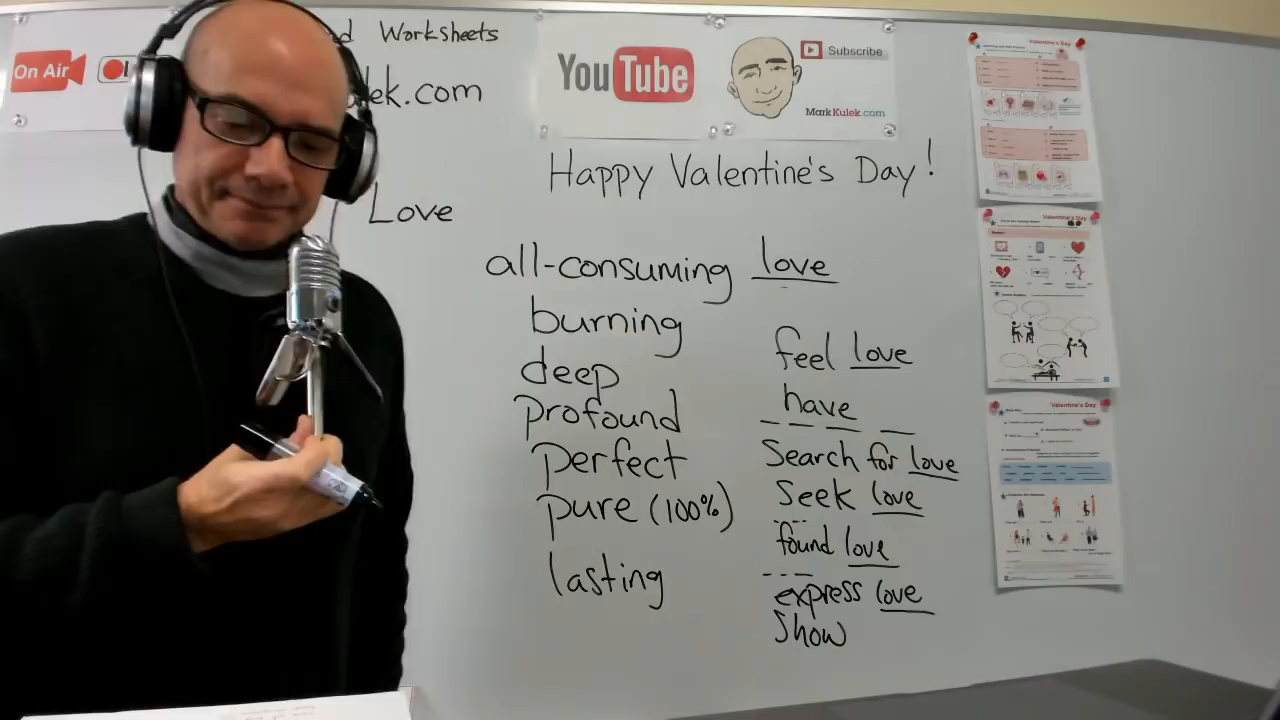 d Worksheets
On Air
lek.com
YouTube
Subscribe
MarkKulek.com
Happy Valentine's Day!
Love
all-consuming love
burning
deep
profound
perfect
pure (100%)
lasting
feel love
have
Search for love
Seek love
found love
express love
Show
Valentine's Day
Valentine's Day
Valentine's Day